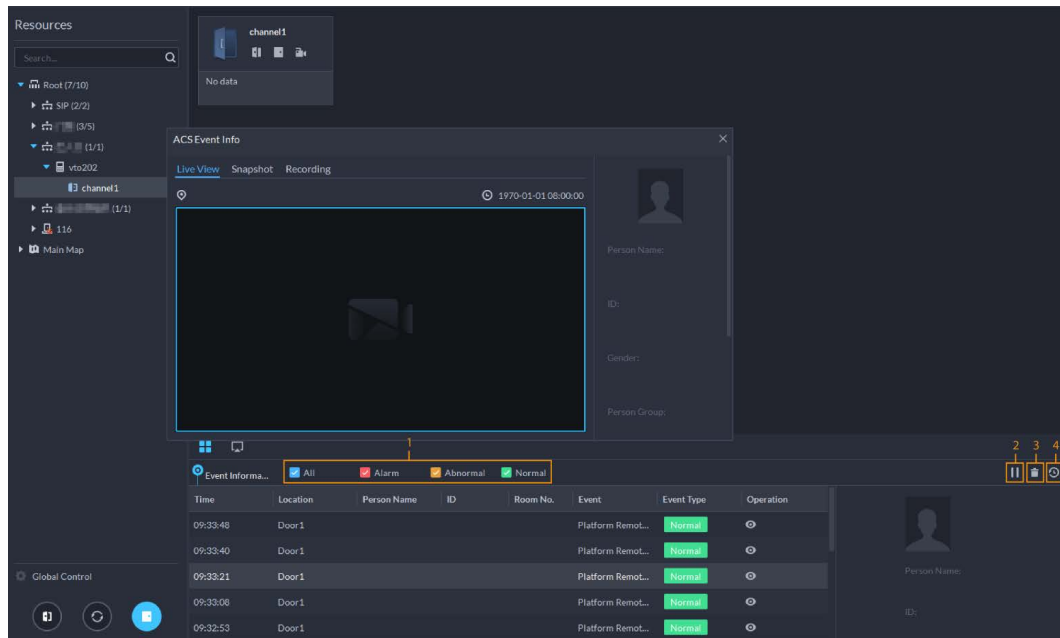 Resources
Search...
Root (7/10)
SIP (2/2)
(3/5)
(1/1)
vto202
channel1
(1/1)
116
Main Map
Global Control
channel1
No data
ACS Event Info
Live View Snapshot Recording
1970-01-01 08:00:00
Person Name:
ID:
Gender:
Person Group:
1
2 3 4
Event Informa... All Alarm Abnormal Normal
Time Location Person Name ID Room No. Event Event Type Operation
09:33:48 Door1 Platform Remot... Normal
09:33:40 Door1 Platform Remot... Normal
09:33:21 Door1 Platform Remot... Normal
09:33:08 Door1 Platform Remot... Normal
09:32:53 Door1 Platform Remot... Normal
Person Name:
ID: